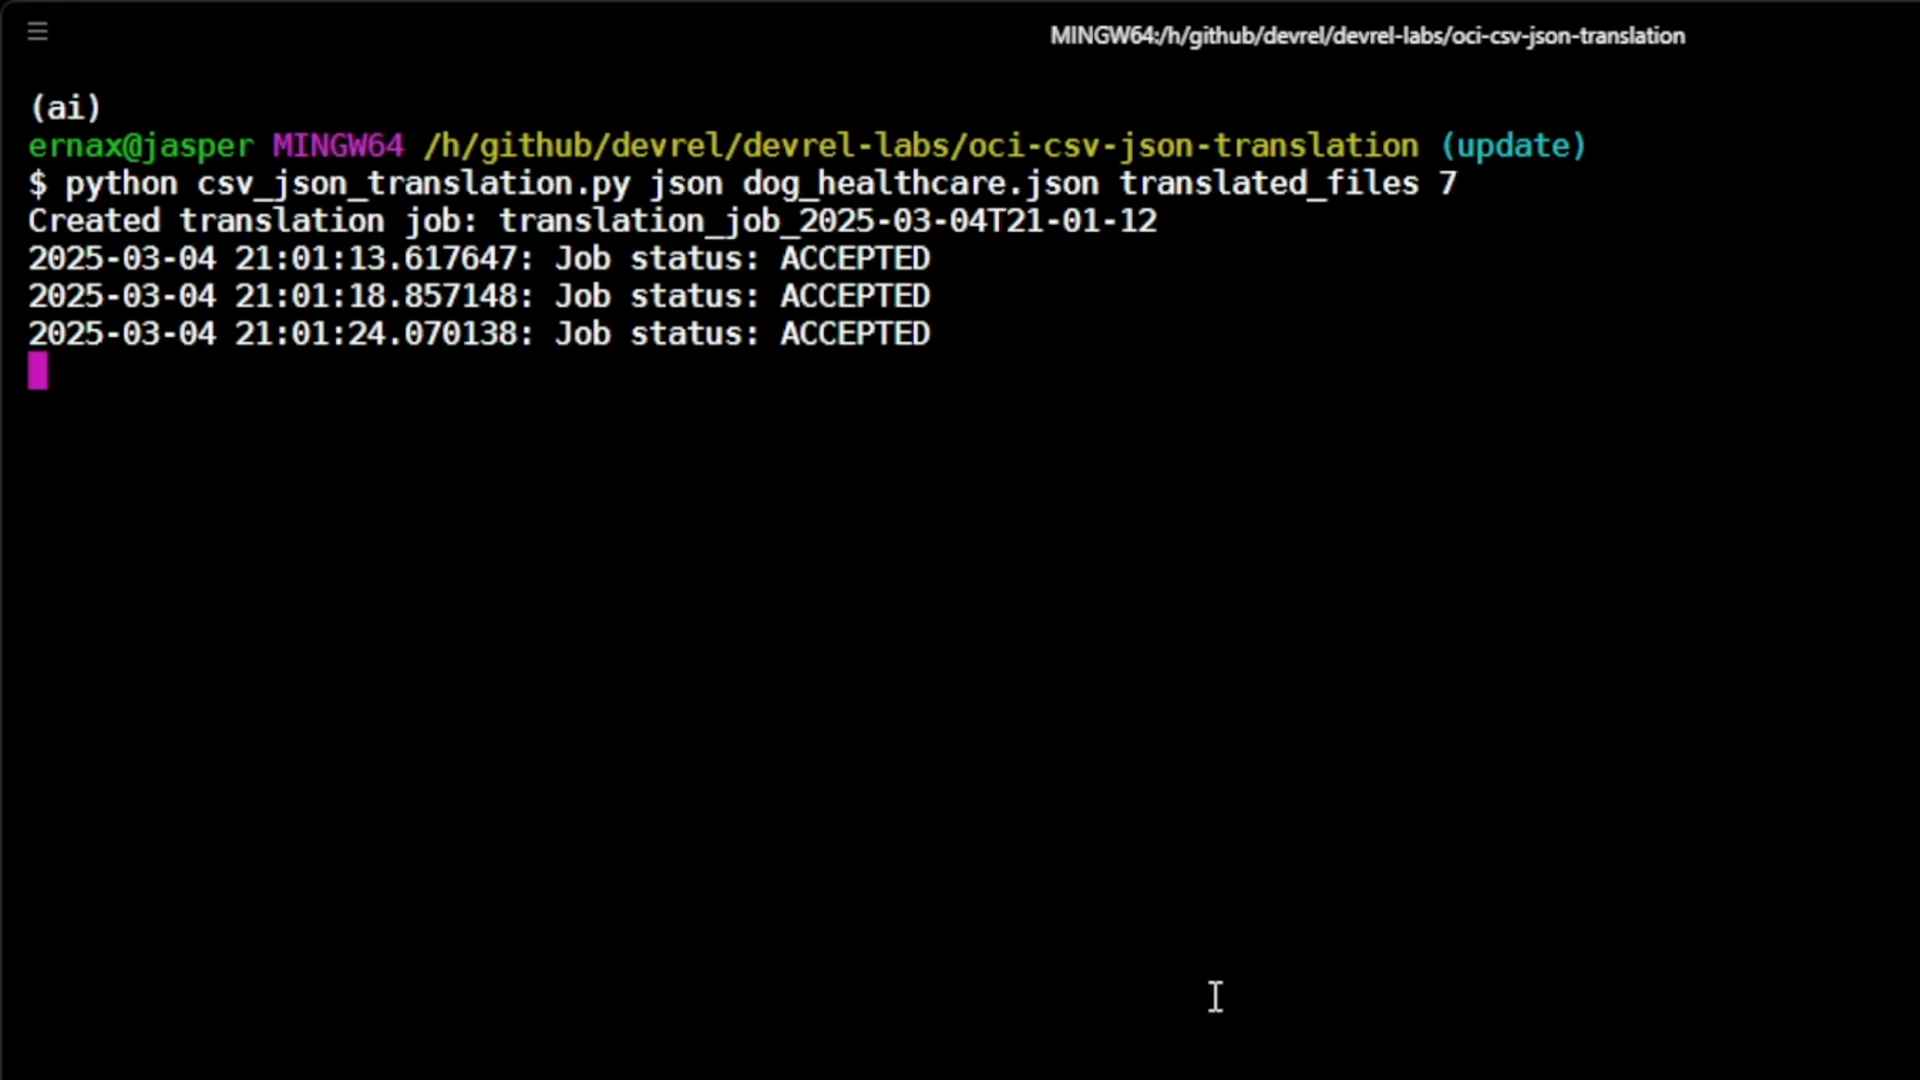 MINGW64:/h/github/devrel/devrel-labs/oci-csv-json-translation
(ai)
ernax@jasper MINGW64 /h/github/devrel/devrel-labs/oci-csv-json-translation (update)
$ python csv_json_translation.py json dog_healthcare.json translated_files 7
Created translation job: translation_job_2025-03-04T21-01-12
2025-03-04 21:01:13.617647: Job status: ACCEPTED
2025-03-04 21:01:18.857148: Job status: ACCEPTED
2025-03-04 21:01:24.070138: Job status: ACCEPTED